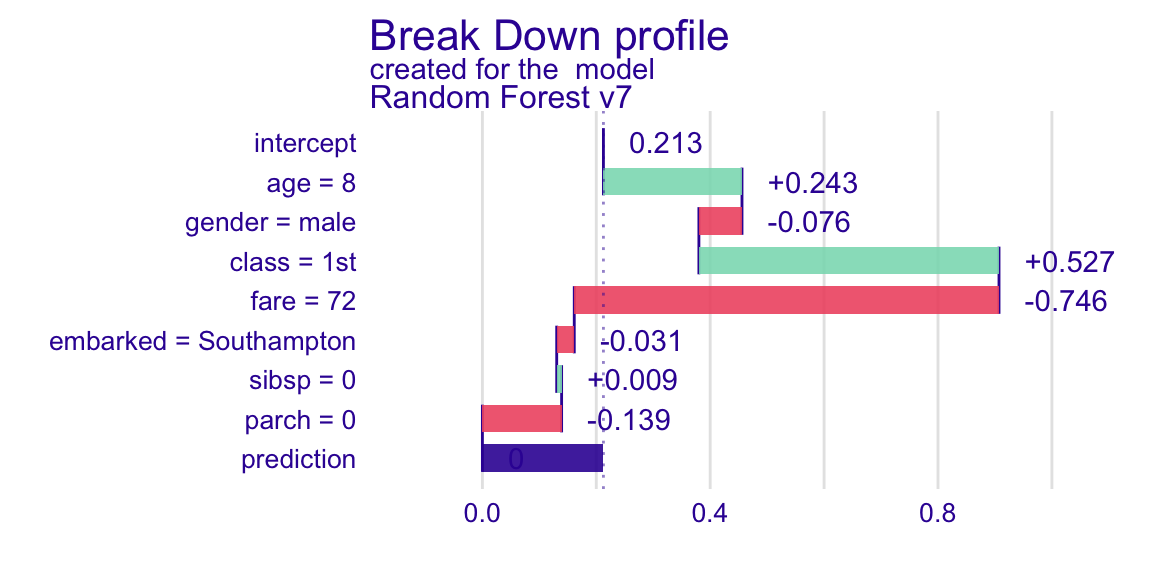 Break Down profile
created for the  model
Random Forest v7
intercept 0.213
age = 8 +0.243
gender = male -0.076
class = 1st +0.527
fare = 72 -0.746
embarked = Southampton -0.031
sibsp = 0 +0.009
parch = 0 -0.139
prediction 0
0.0 0.4 0.8